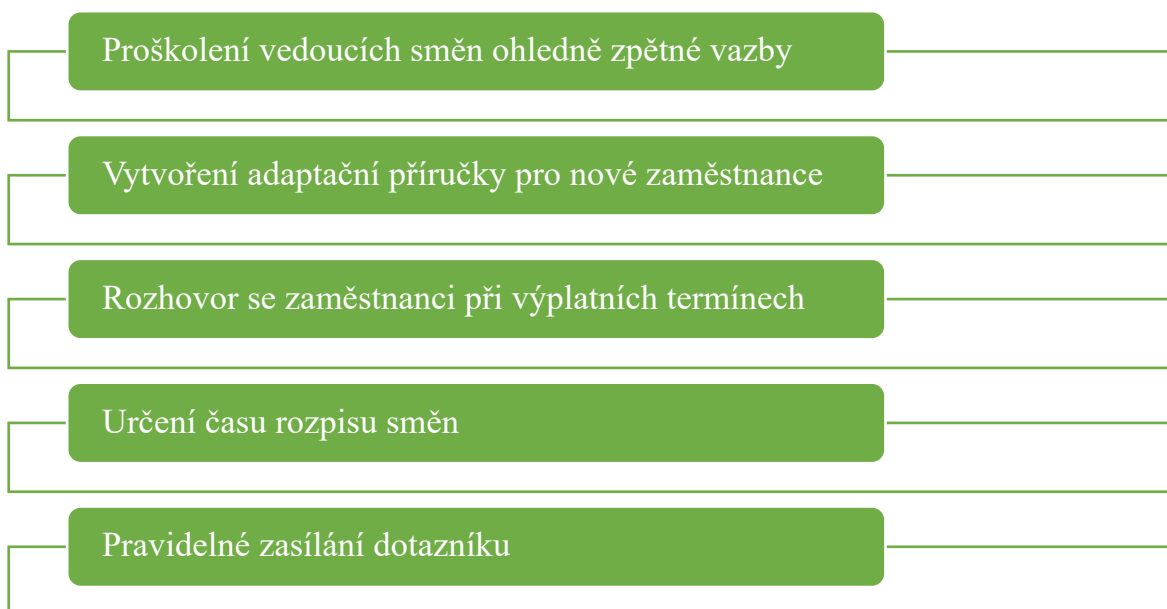 Proškolení vedoucích směn ohledně zpětné vazby
Vytvoření adaptační příručky pro nové zaměstnance
Rozhovor se zaměstnanci při výplatních termínech
Určení času rozpisu směn
Pravidelné zasílání dotazníku